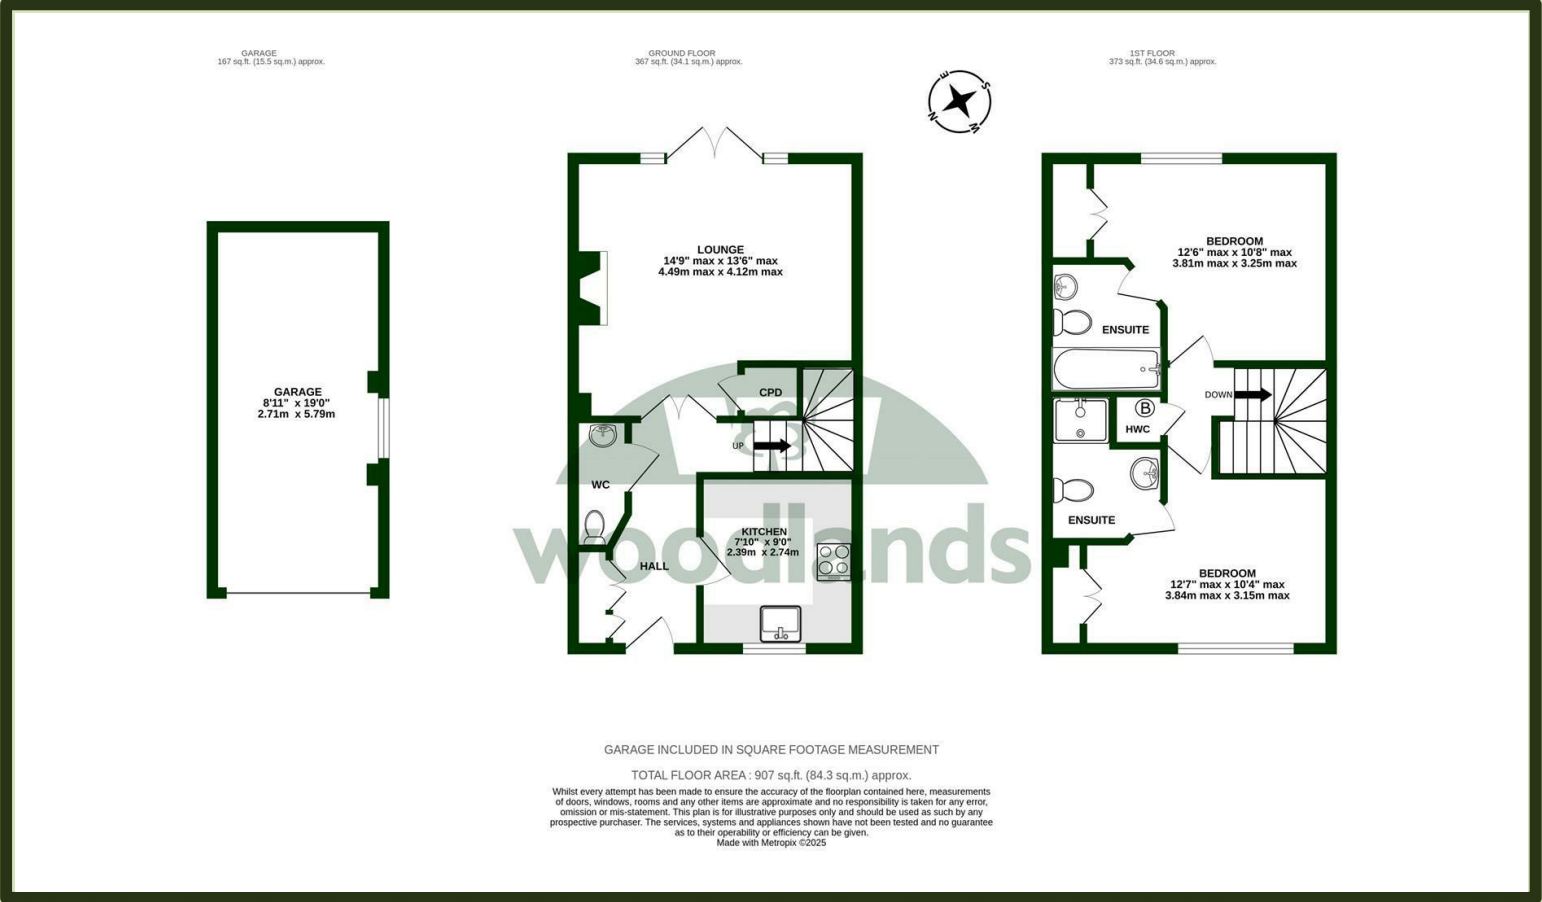 GARAGE
167 sq.ft. (15.5 sq.m.) approx.
GROUND FLOOR
367 sq.ft. (34.1 sq.m.) approx.
1ST FLOOR
373 sq.ft. (34.6 sq.m.) approx.
E
S
N
W
GARAGE
8'11" x 19'0"
2.71m x 5.79m
LOUNGE
14'9" max x 13'6" max
4.49m max x 4.12m max
CPD
UP
WC
KITCHEN
7'10" x 9'0"
2.39m x 2.74m
HALL
woodlands
BEDROOM
12'6" max x 10'8" max
3.81m max x 3.25m max
ENSUITE
DOWN
B
HWC
ENSUITE
BEDROOM
12'7" max x 10'4" max
3.84m max x 3.15m max
GARAGE INCLUDED IN SQUARE FOOTAGE MEASUREMENT
TOTAL FLOOR AREA : 907 sq.ft. (84.3 sq.m.) approx.
Whilst every attempt has been made to ensure the accuracy of the floorplan contained here, measurements
of doors, windows, rooms and any other items are approximate and no responsibility is taken for any error,
omission or mis-statement. This plan is for illustrative purposes only and should be used as such by any
prospective purchaser. The services, systems and appliances shown have not been tested and no guarantee
as to their operability or efficiency can be given.
Made with Metropix ©2025